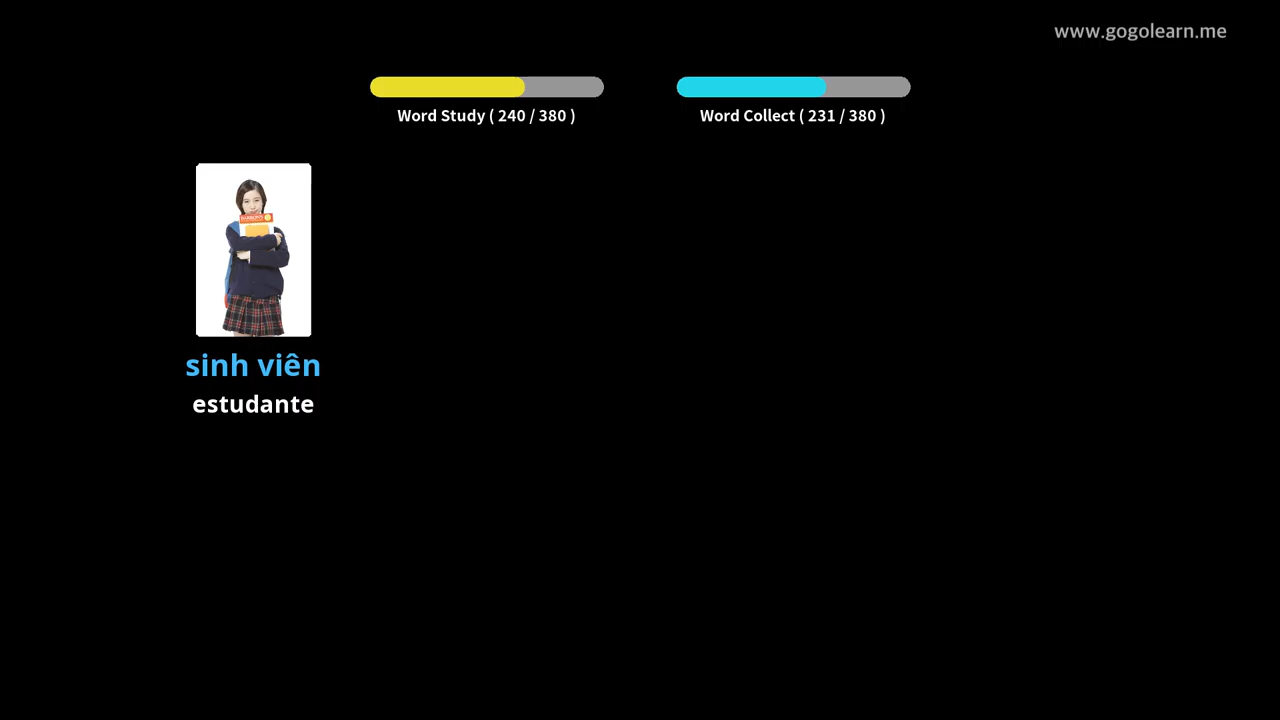 www.gogolearn.me
Word Study ( 240 / 380 )
Word Collect ( 231 / 380 )
sinh viên
estudante